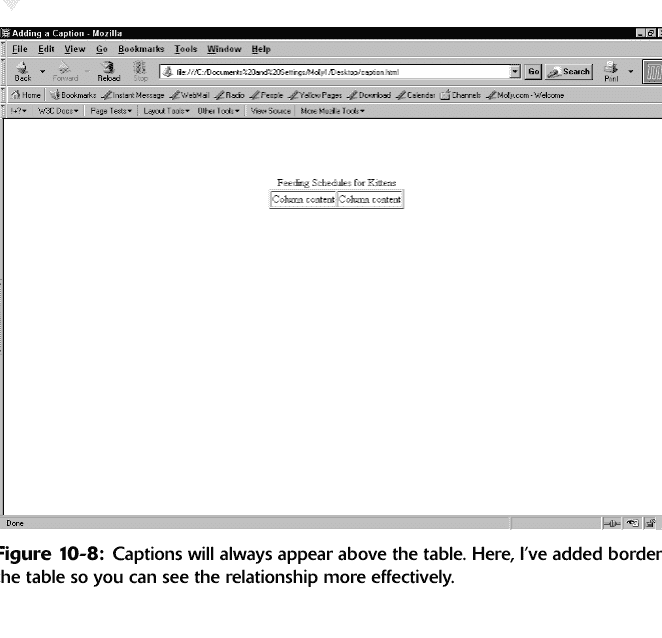 Adding a Caption - Mozilla
File Edit View Go Bookmarks Tools Window Help
Back Forward Reload Stop file:///C:/Documents%20and%20Settings/Molly1/Desktop/caption.html Go Search Print
Home Bookmarks Instant Message WebMail Radio People Yellow Pages Download Calendar Channels Molly.com - Welcome
W3C Docs Page Tests Layout Tools Other Tools View Source More Mozilla Tools
Feeding Schedules for Kittens
Column content Column content
Done
Figure 10-8: Captions will always appear above the table. Here, I've added border
the table so you can see the relationship more effectively.